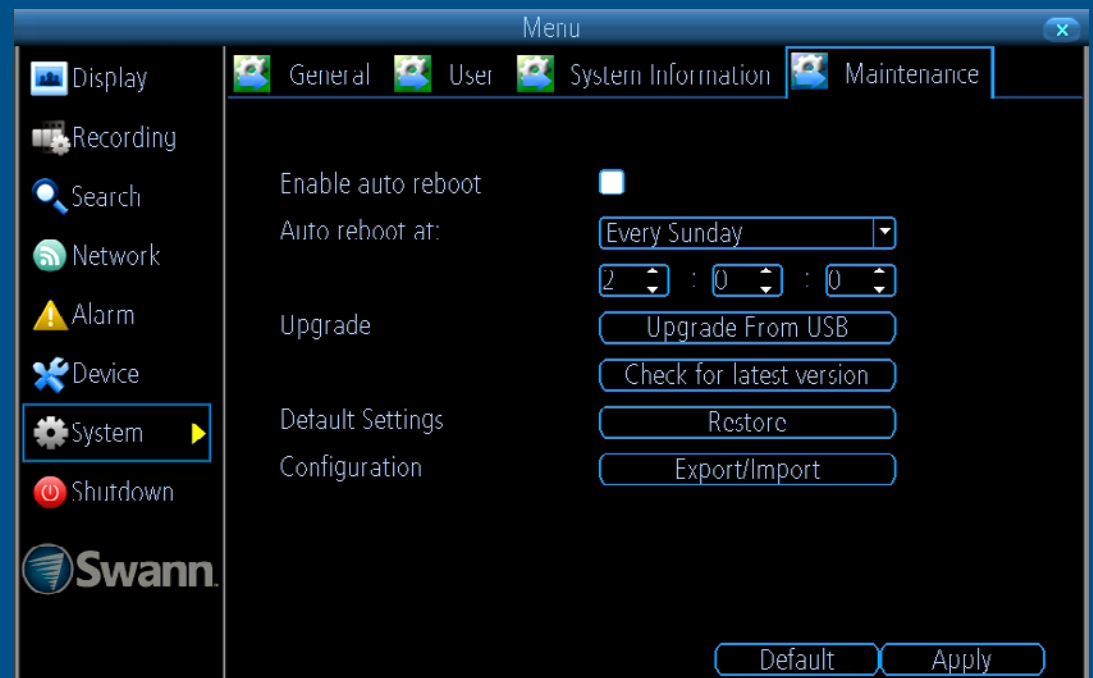 Menu
Display
Recording
Search
Network
Alarm
Device
System
Shutdown
Swann
General
User
System Information
Maintenance
Enable auto reboot
Auto reboot at:
Every Sunday
2 : 0 : 0
Upgrade
Upgrade From USB
Check for latest version
Default Settings
Restore
Configuration
Export/Import
Default
Apply